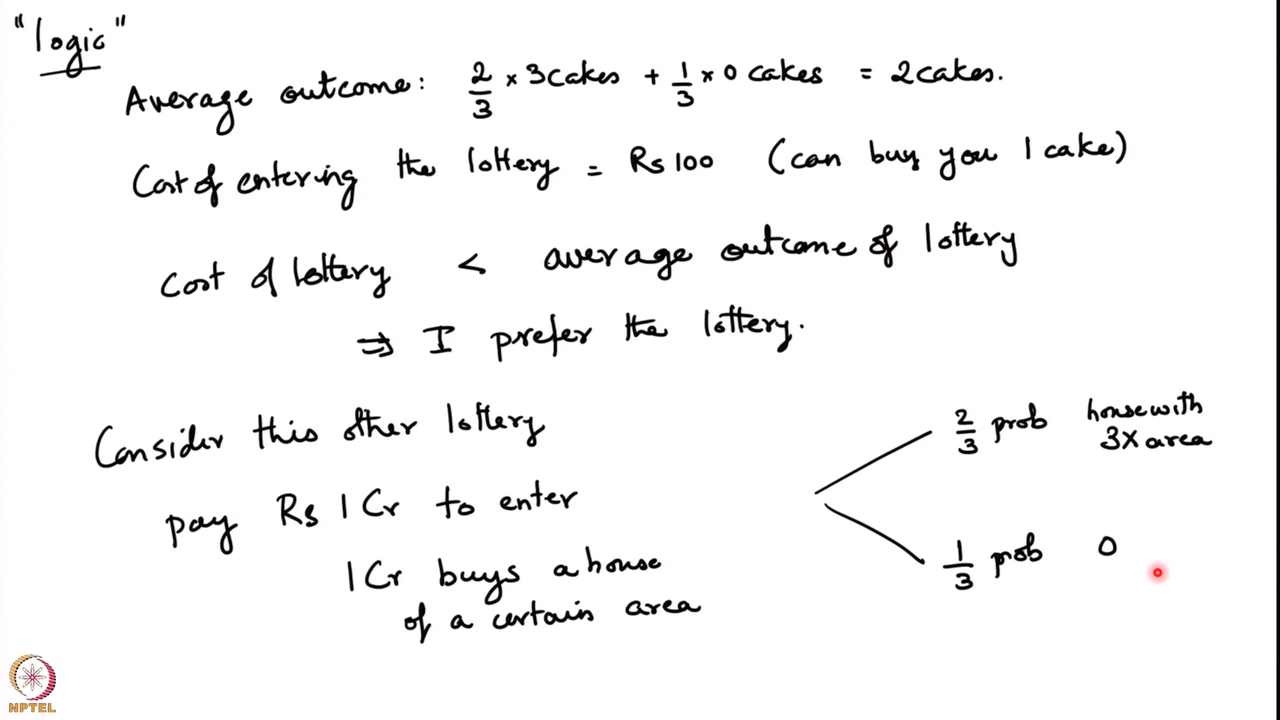 "logic"
Average outcome: 2/3 × 3 cakes + 1/3 × 0 cakes = 2 cakes.
Cost of entering the lottery = Rs 100 (can buy you 1 cake)
Cost of lottery < average outcome of lottery
⇒ I prefer the lottery.
Consider this other lottery
pay Rs 1 Cr to enter
1 Cr buys a house
of a certain area
2/3 prob house with
3x area
1/3 prob 0
NPTEL